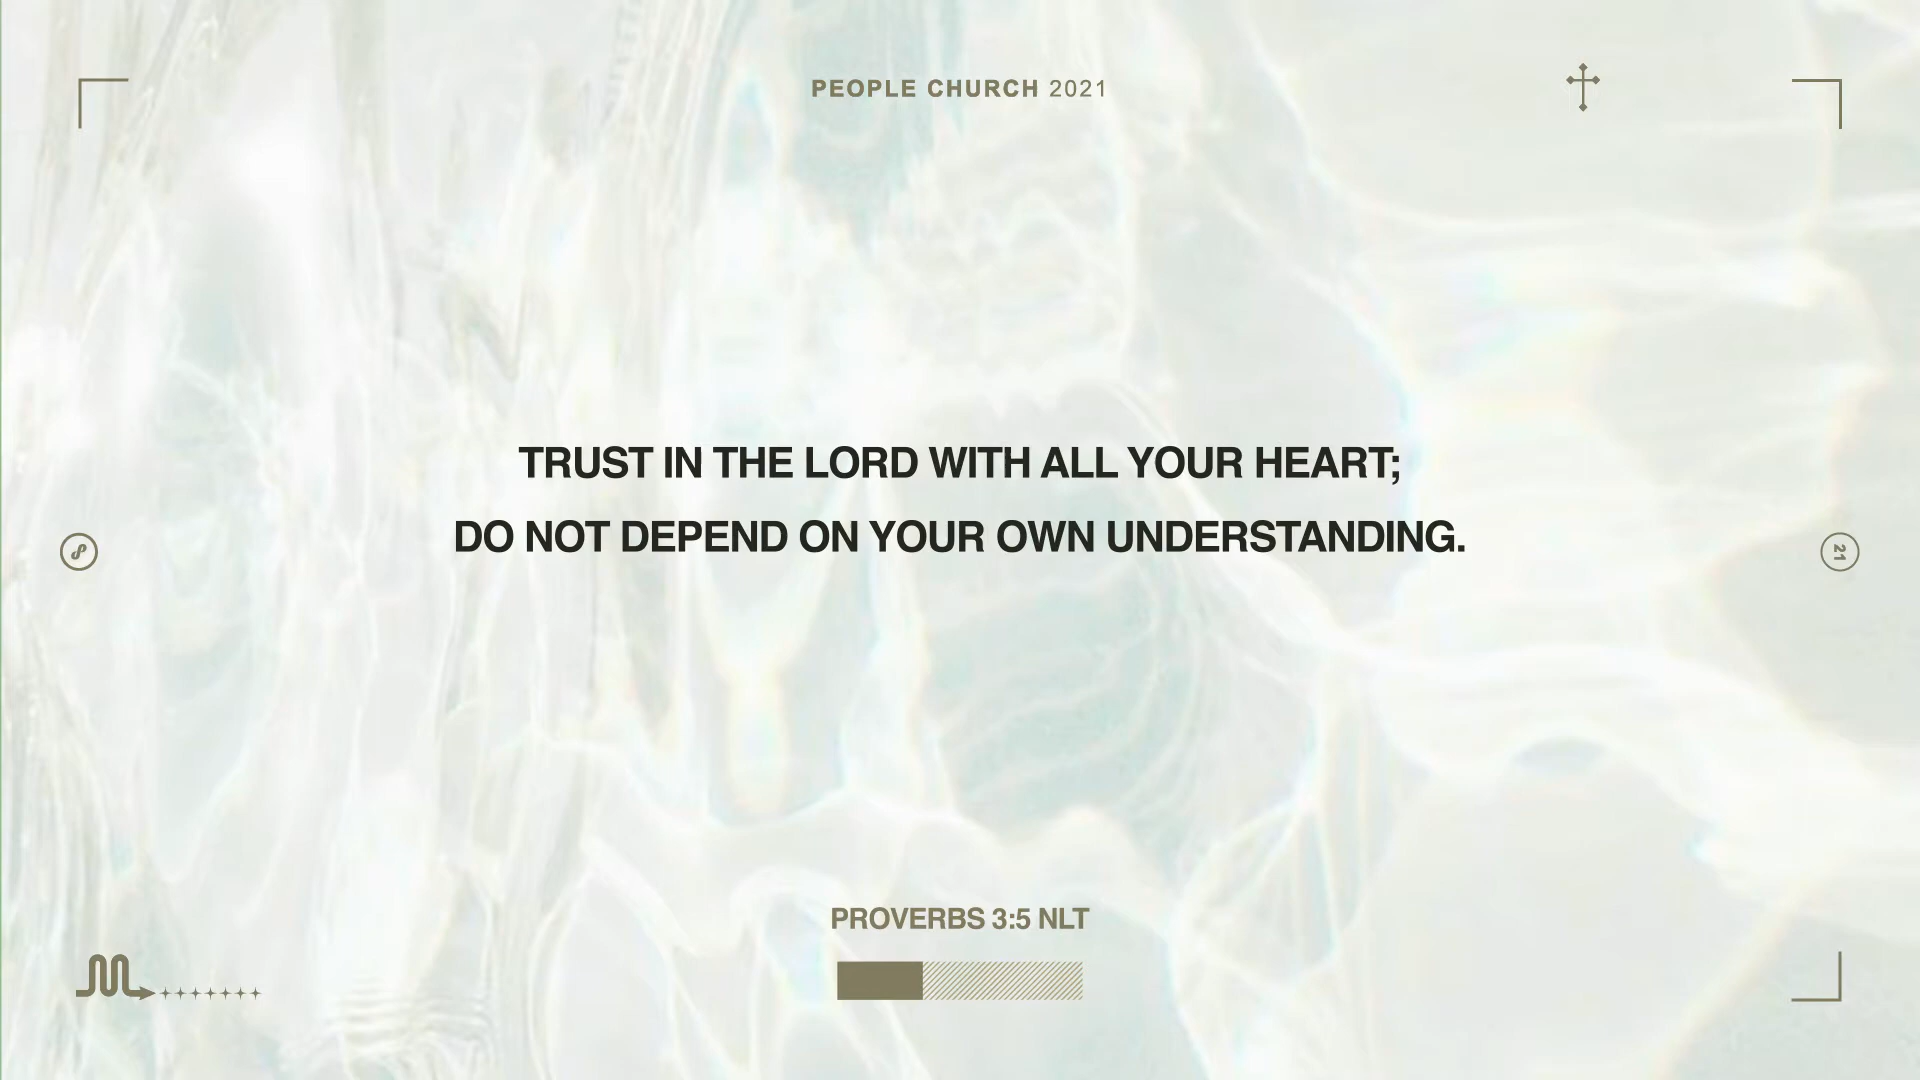 PEOPLE CHURCH 2021
TRUST IN THE LORD WITH ALL YOUR HEART;
DO NOT DEPEND ON YOUR OWN UNDERSTANDING.
21
PROVERBS 3:5 NLT